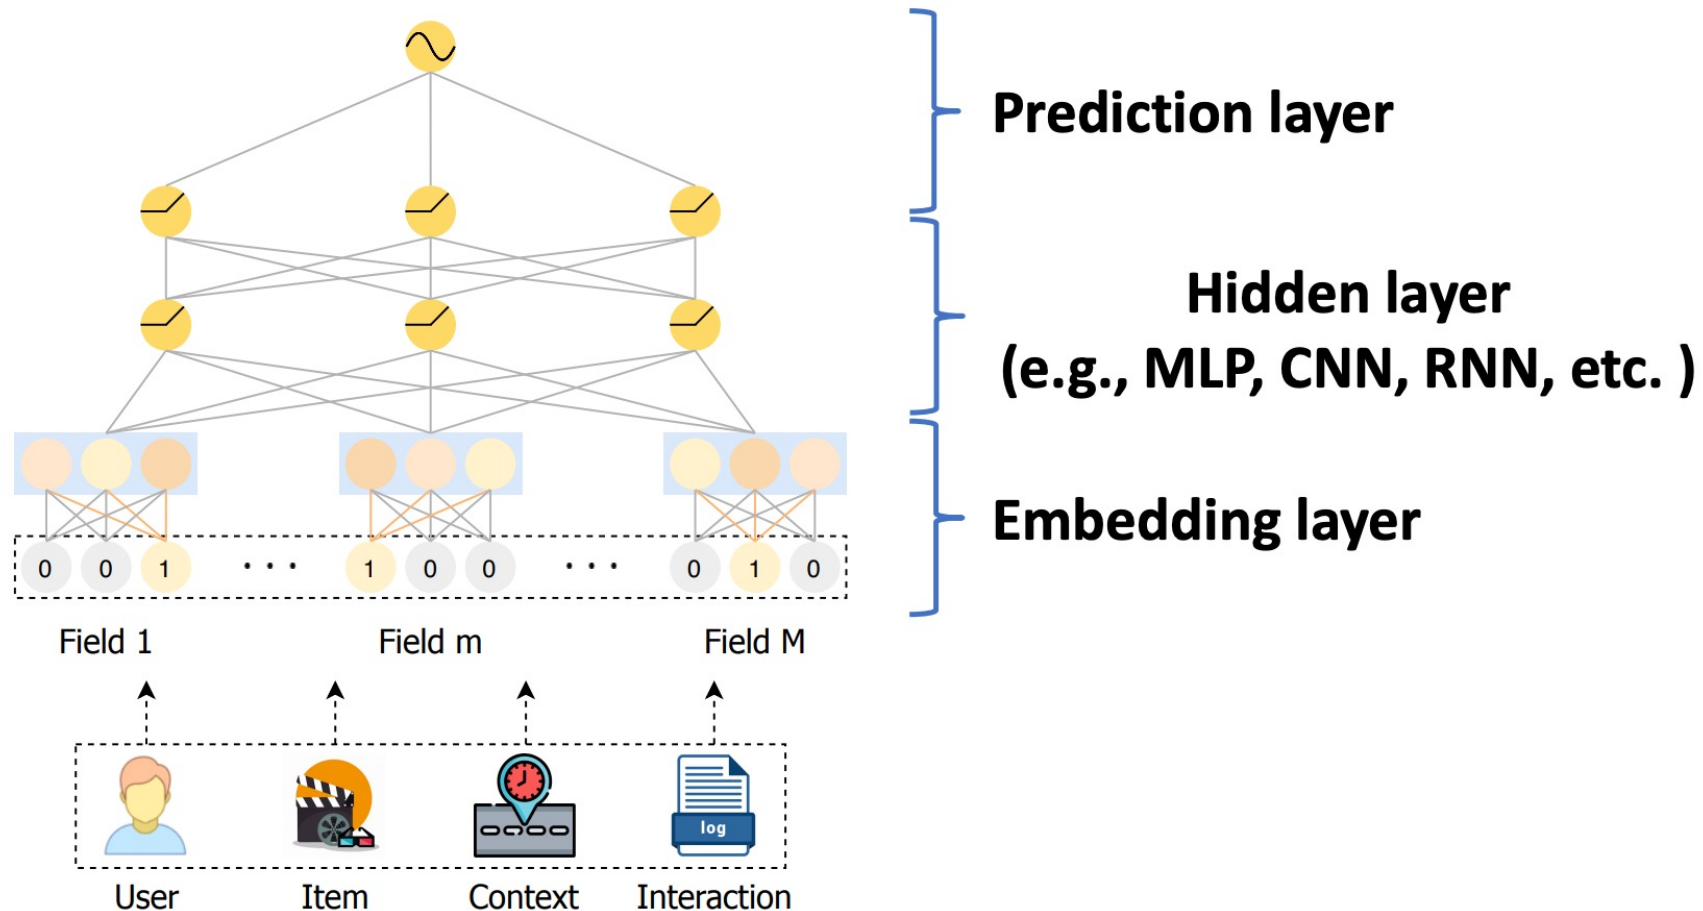 Prediction layer
Hidden layer
(e.g., MLP, CNN, RNN, etc. )
Embedding layer
0 0 1 ... 1 0 0 ... 0 1 0
Field 1 Field m Field M
log
User Item Context Interaction